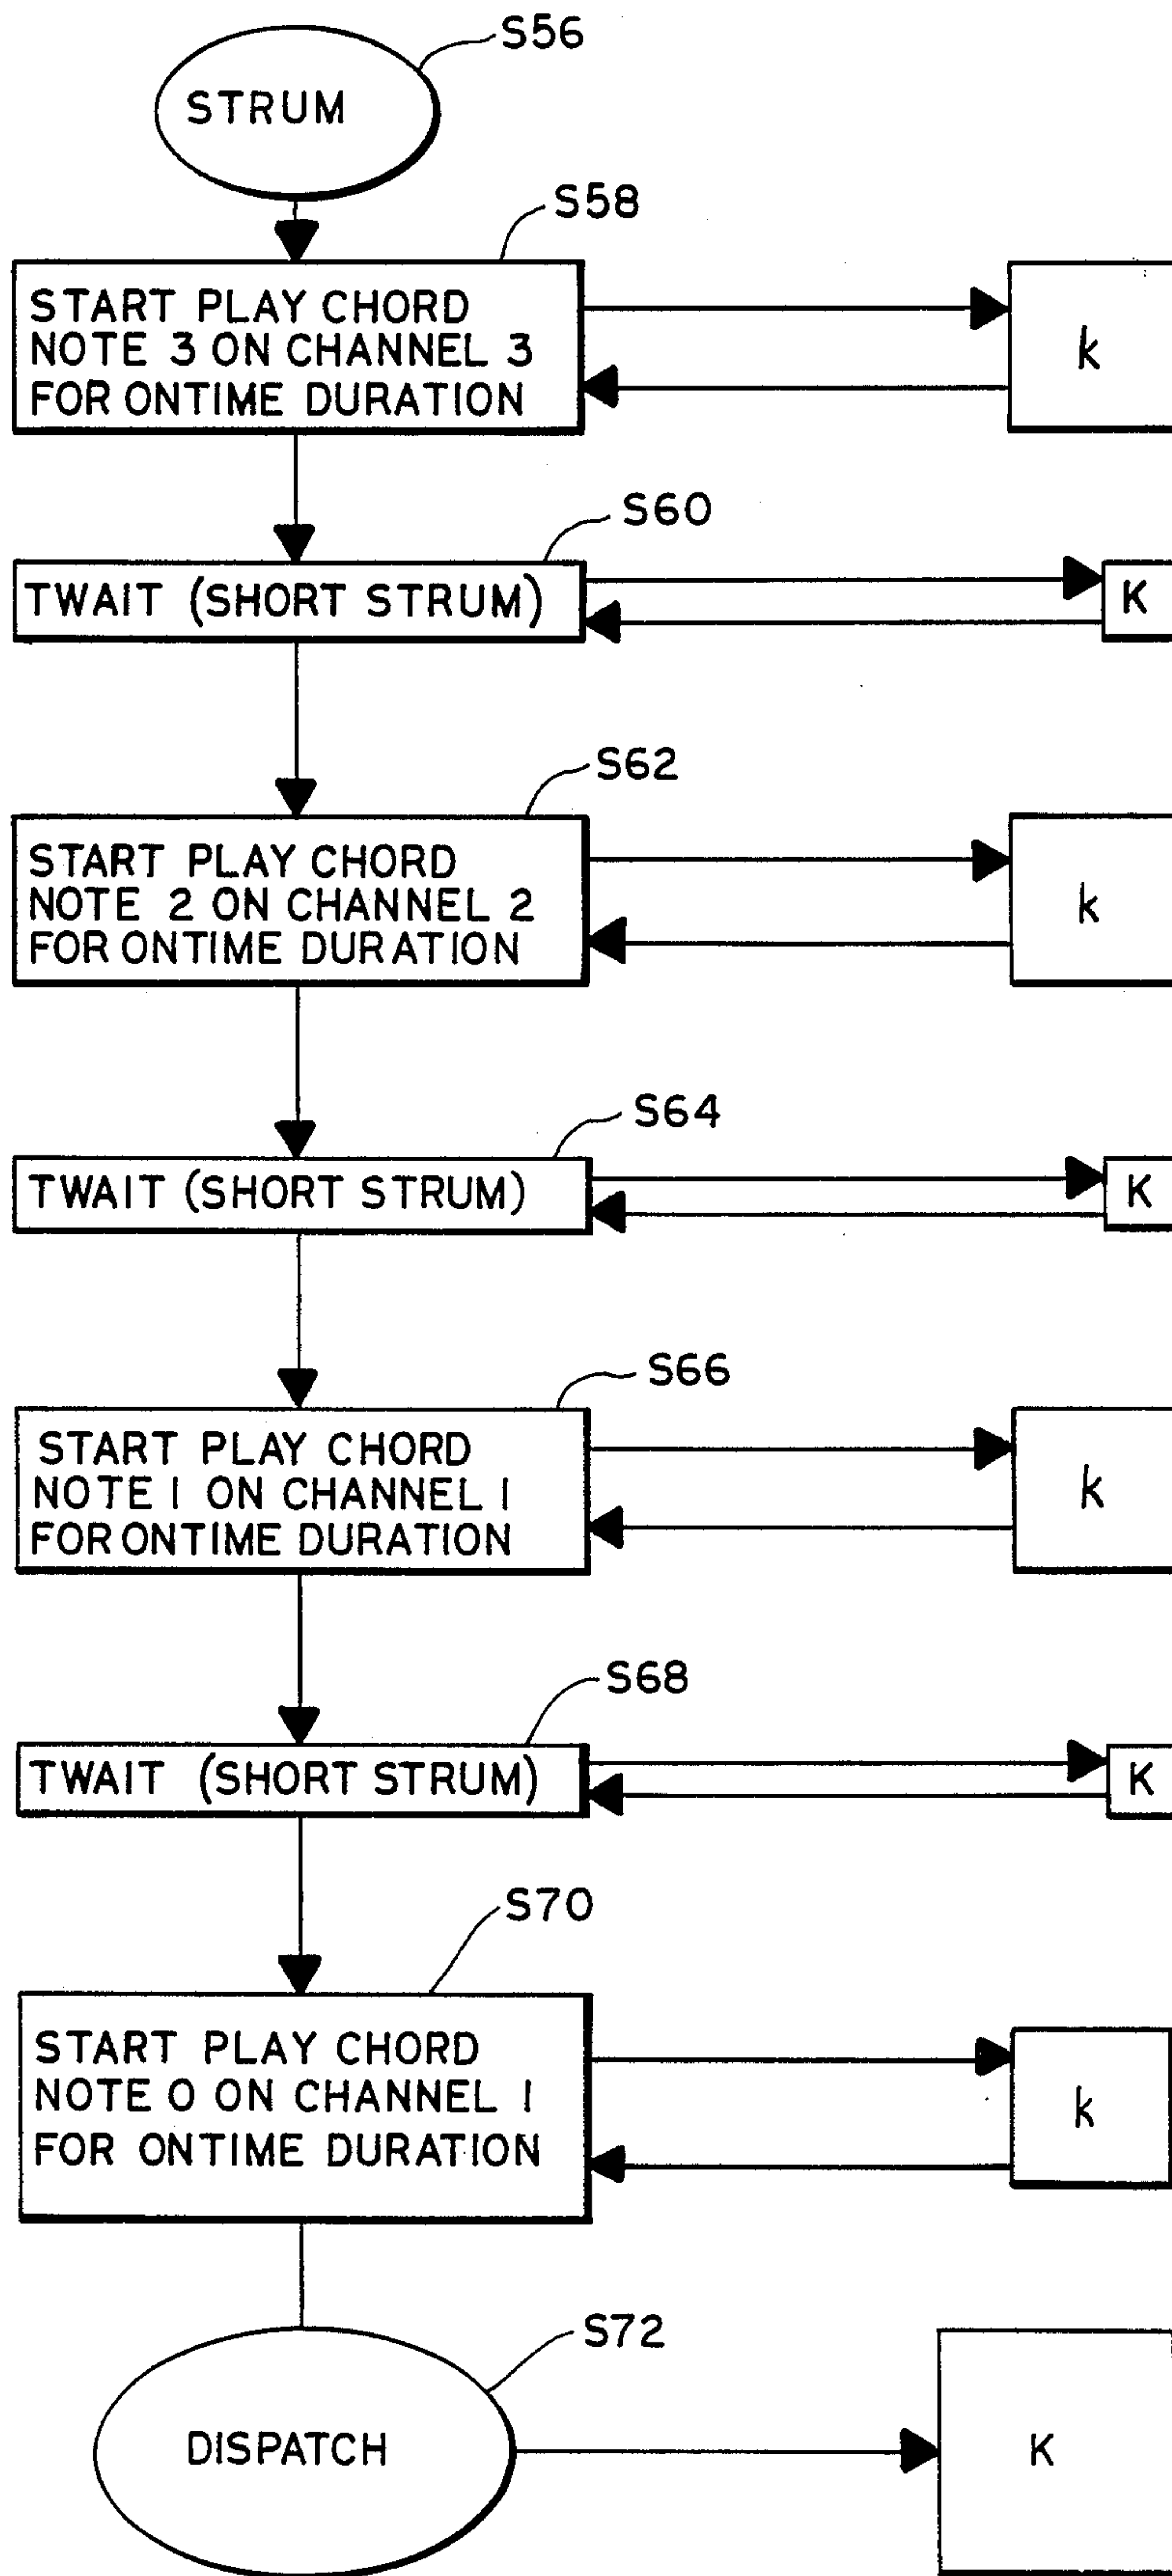 S56
STRUM
S58
START PLAY CHORD
NOTE 3 ON CHANNEL 3
FOR ONTIME DURATION
k
S60
TWAIT (SHORT STRUM)
K
S62
START PLAY CHORD
NOTE 2 ON CHANNEL 2
FOR ONTIME DURATION
k
S64
TWAIT (SHORT STRUM)
K
S66
START PLAY CHORD
NOTE 1 ON CHANNEL 1
FOR ONTIME DURATION
k
S68
TWAIT (SHORT STRUM)
K
S70
START PLAY CHORD
NOTE 0 ON CHANNEL 1
FOR ONTIME DURATION
k
S72
DISPATCH
K